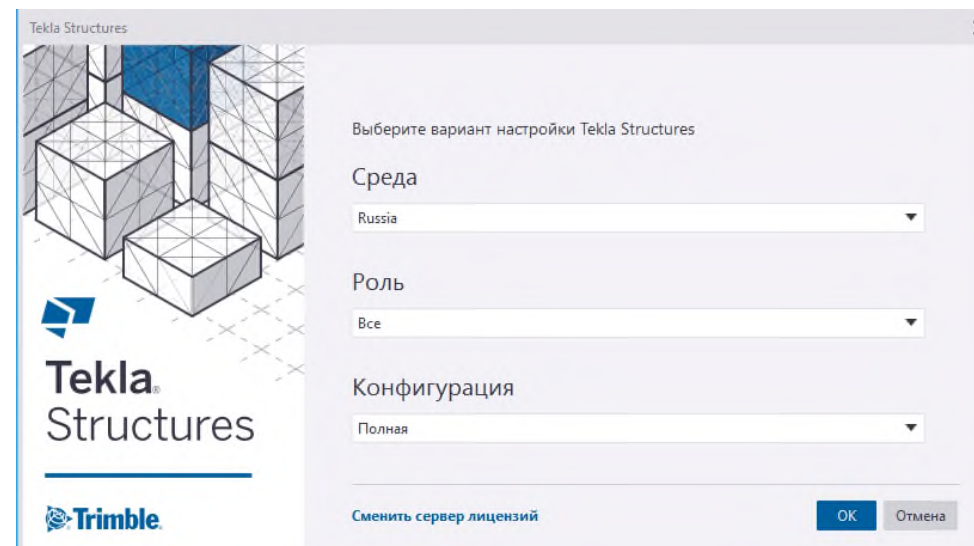 Tekla Structures
Выберите вариант настройки Tekla Structures
Среда
Russia
Роль
Все
Конфигурация
Полная
Tekla®
Structures
Trimble.
Сменить сервер лицензий
ОК
Отмена